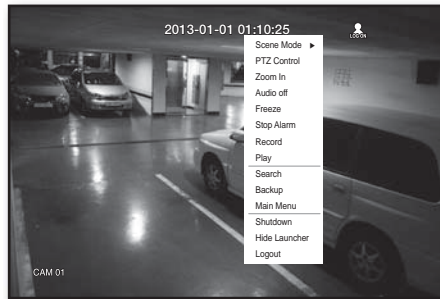 2013-01-01 01:10:25
LOG ON
Scene Mode
PTZ Control
Zoom In
Audio off
Freeze
Stop Alarm
Record
Play
Search
Backup
Main Menu
Shutdown
Hide Launcher
Logout
CAM 01